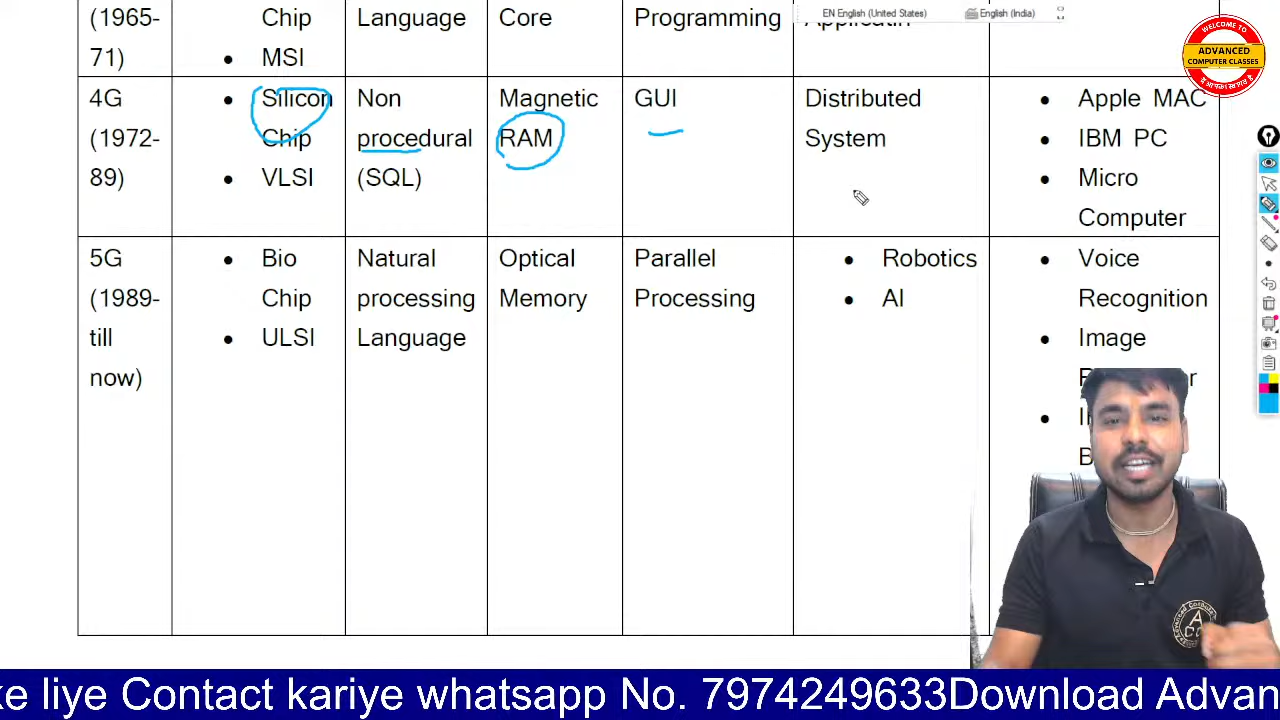 EN English (United States)
English (India)
(1965-
71)
Chip
MSI
Language
Core
Programming
WELCOME TO
ADVANCED
COMPUTER CLASSES
4G
(1972-
89)
Silicon
Chip
VLSI
Non
procedural
(SQL)
Magnetic
RAM
GUI
Distributed
System
Apple MAC
IBM PC
Micro
Computer
5G
(1989-
till
now)
Bio
Chip
ULSI
Natural
processing
Language
Optical
Memory
Parallel
Processing
Robotics
AI
Voice
Recognition
Image
ke liye Contact kariye whatsapp No. 7974249633Download Advan